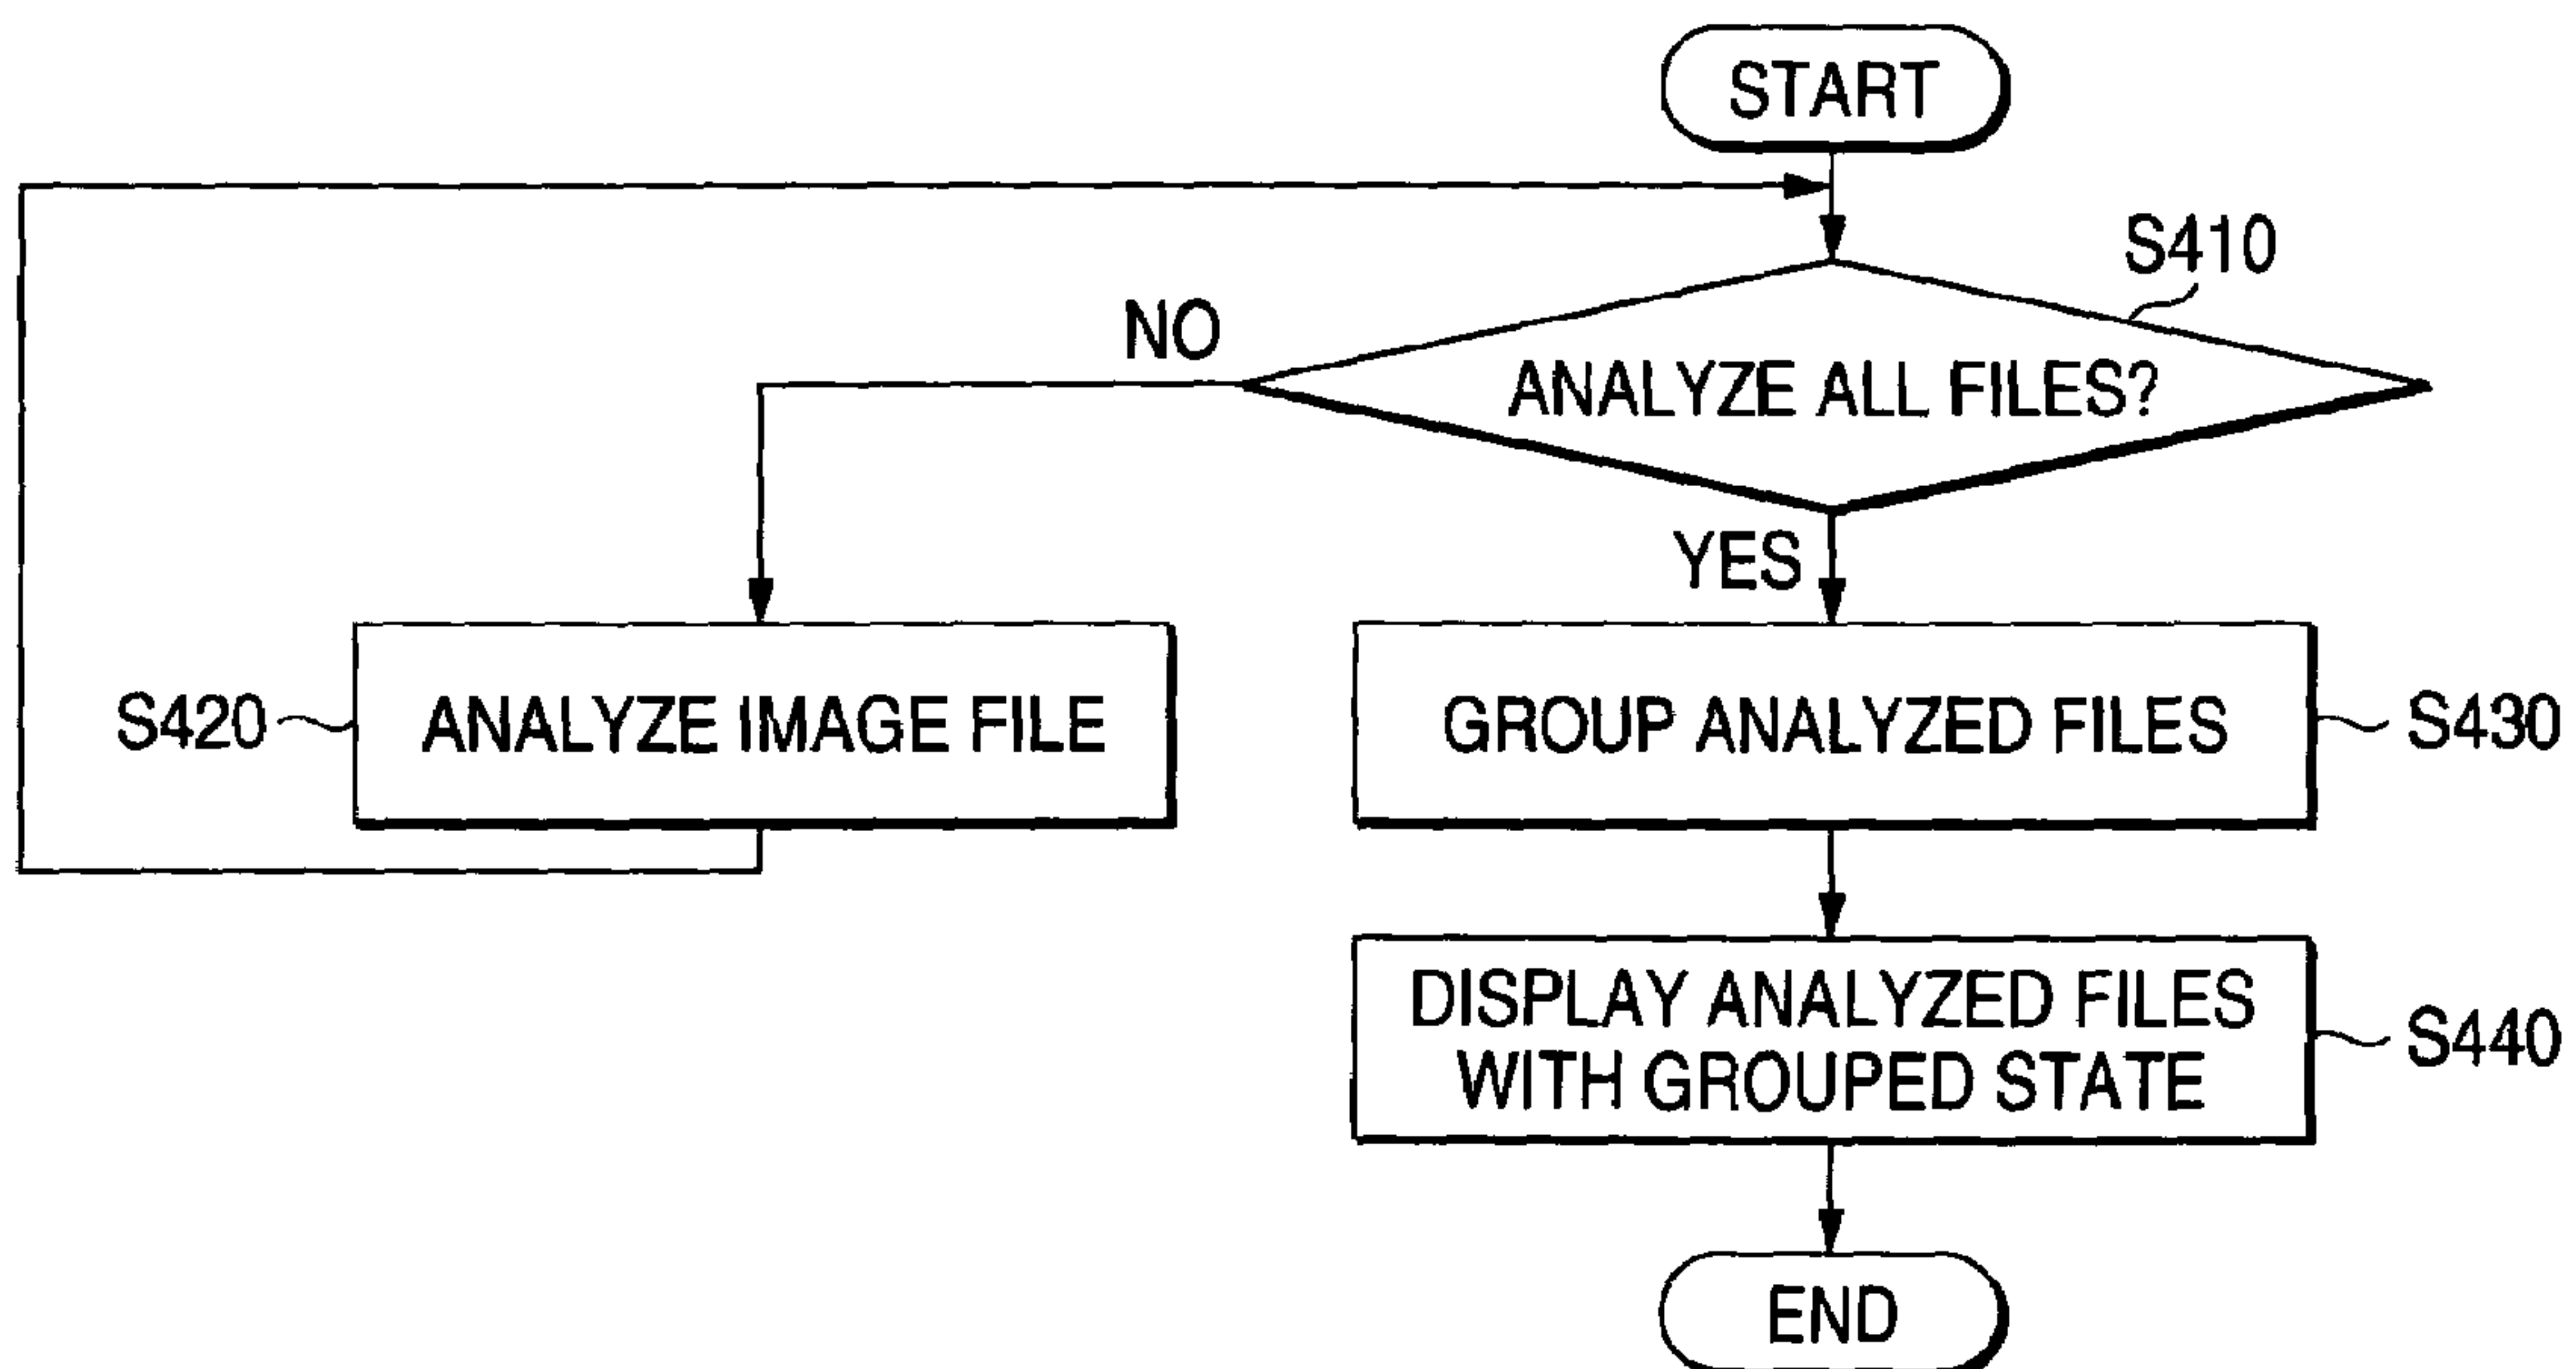 START
S410
NO
ANALYZE ALL FILES?
YES
S420
ANALYZE IMAGE FILE
GROUP ANALYZED FILES
S430
DISPLAY ANALYZED FILES
WITH GROUPED STATE
S440
END